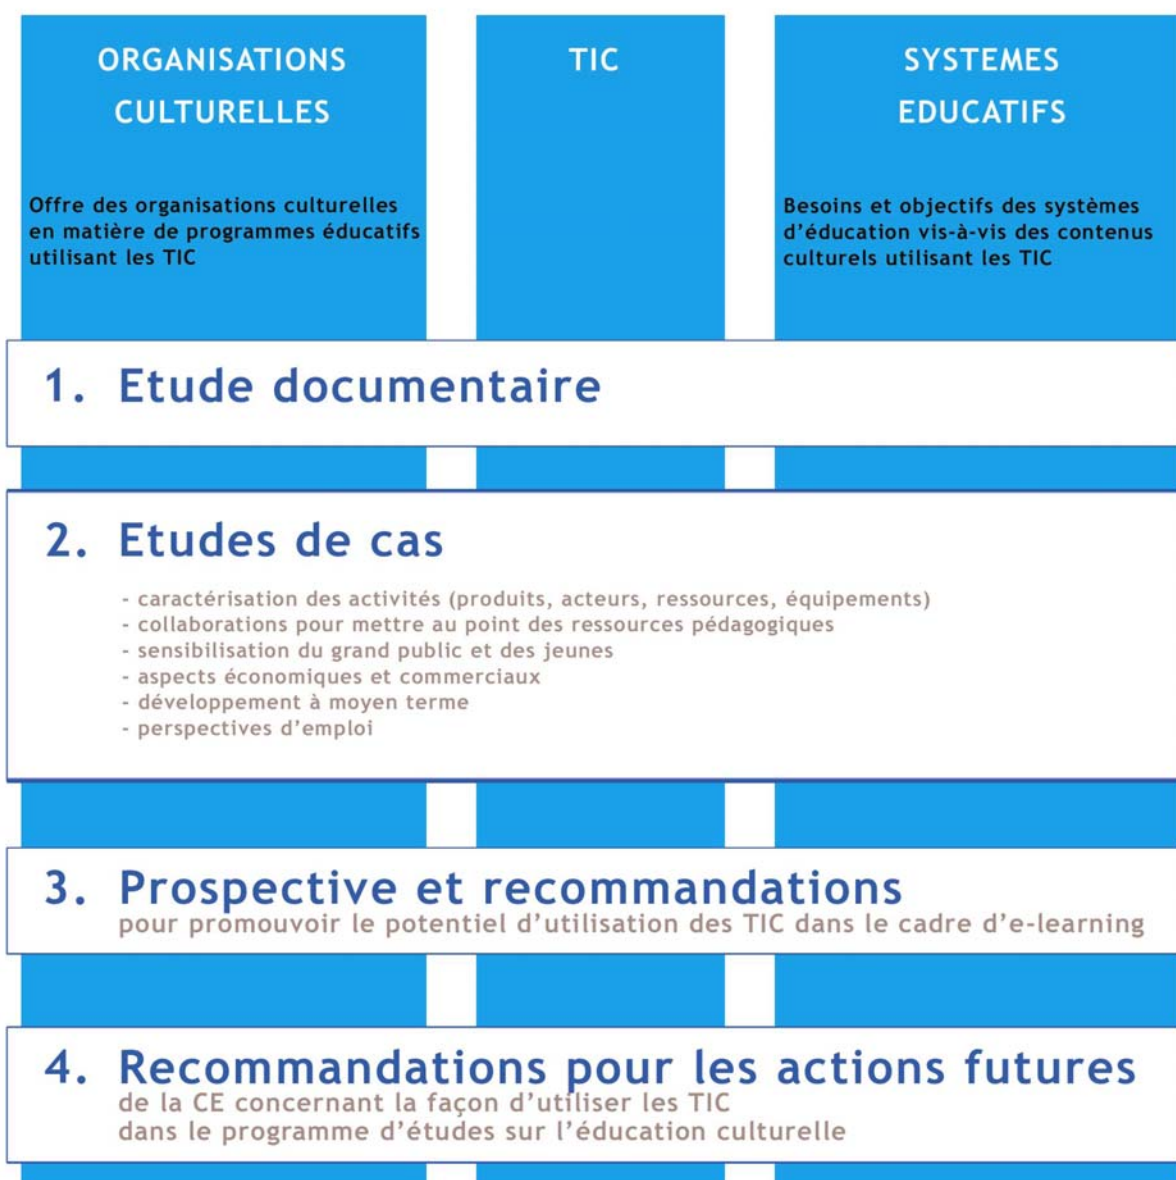 ORGANISATIONS
CULTURELLES
Offre des organisations culturelles
en matière de programmes éducatifs
utilisant les TIC
TIC
SYSTEMES
EDUCATIFS
Besoins et objectifs des systèmes
d'éducation vis-à-vis des contenus
culturels utilisant les TIC
1. Etude documentaire
2. Etudes de cas
- caractérisation des activités (produits, acteurs, ressources, équipements)
- collaborations pour mettre au point des ressources pédagogiques
- sensibilisation du grand public et des jeunes
- aspects économiques et commerciaux
- développement à moyen terme
- perspectives d'emploi
3. Prospective et recommandations
pour promouvoir le potentiel d'utilisation des TIC dans le cadre d'e-learning
4. Recommandations pour les actions futures
de la CE concernant la façon d'utiliser les TIC
dans le programme d'études sur l'éducation culturelle